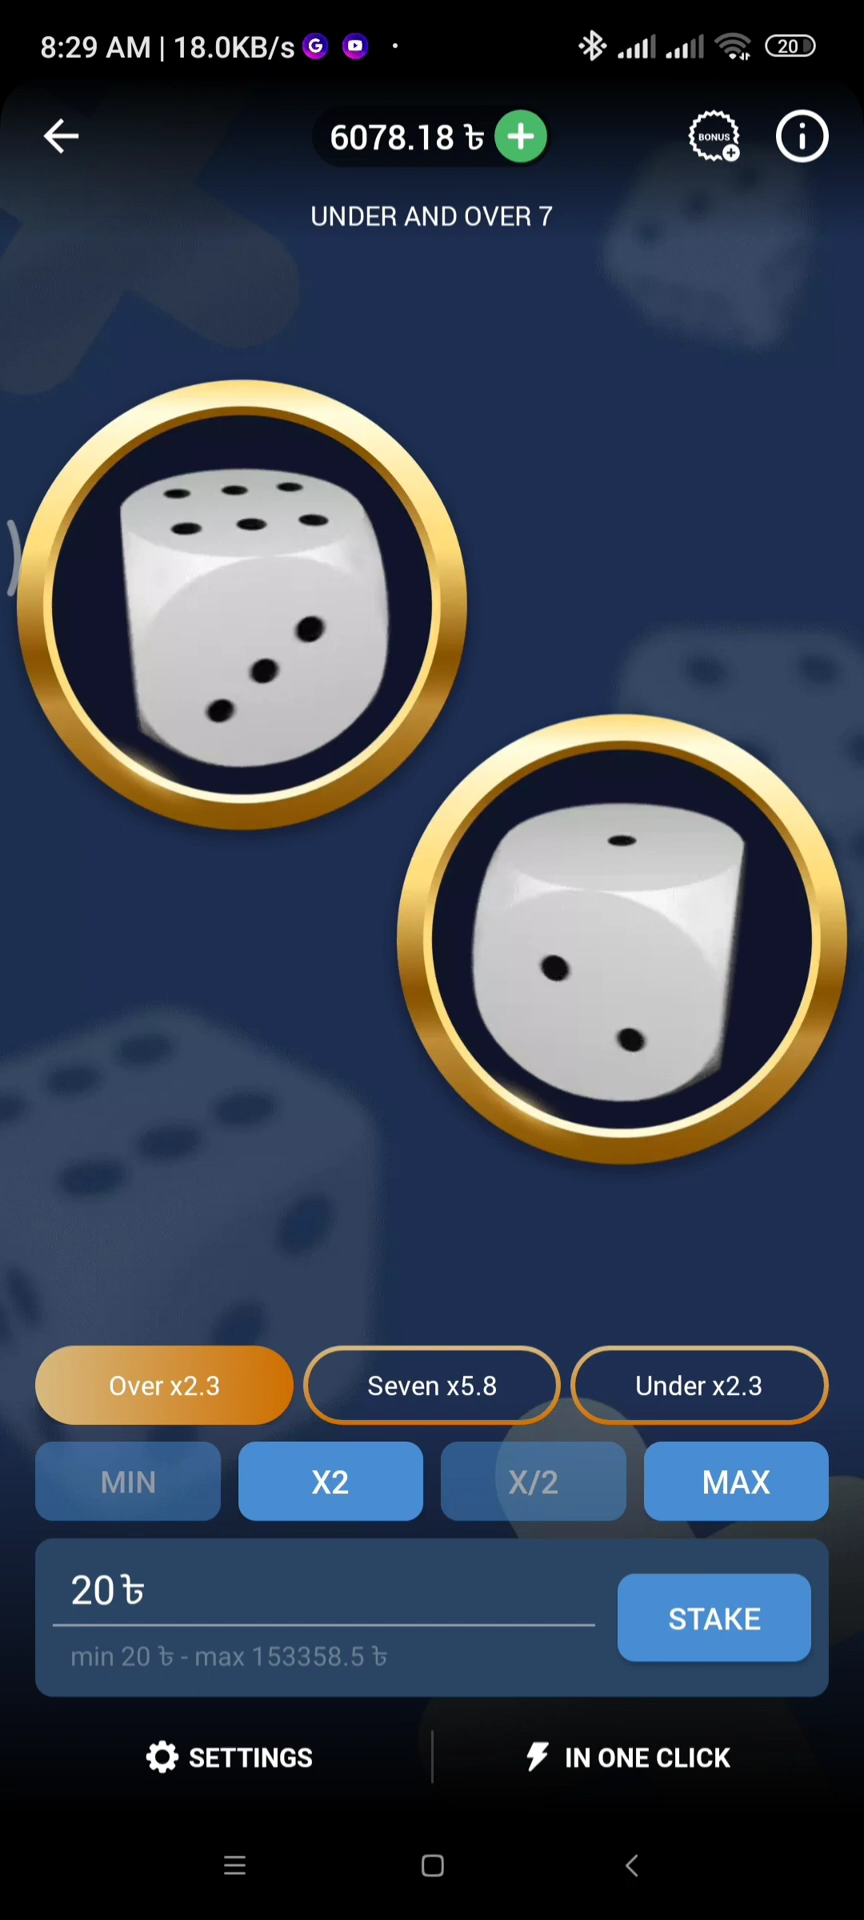 8:29 AM | 18.0KB/s G 20
6078.18 ৳
BONUS
UNDER AND OVER 7
Over x2.3
Seven x5.8
Under x2.3
MIN
X2
X/2
MAX
20 ৳
STAKE
min 20 ৳ - max 153358.5 ৳
SETTINGS
IN ONE CLICK